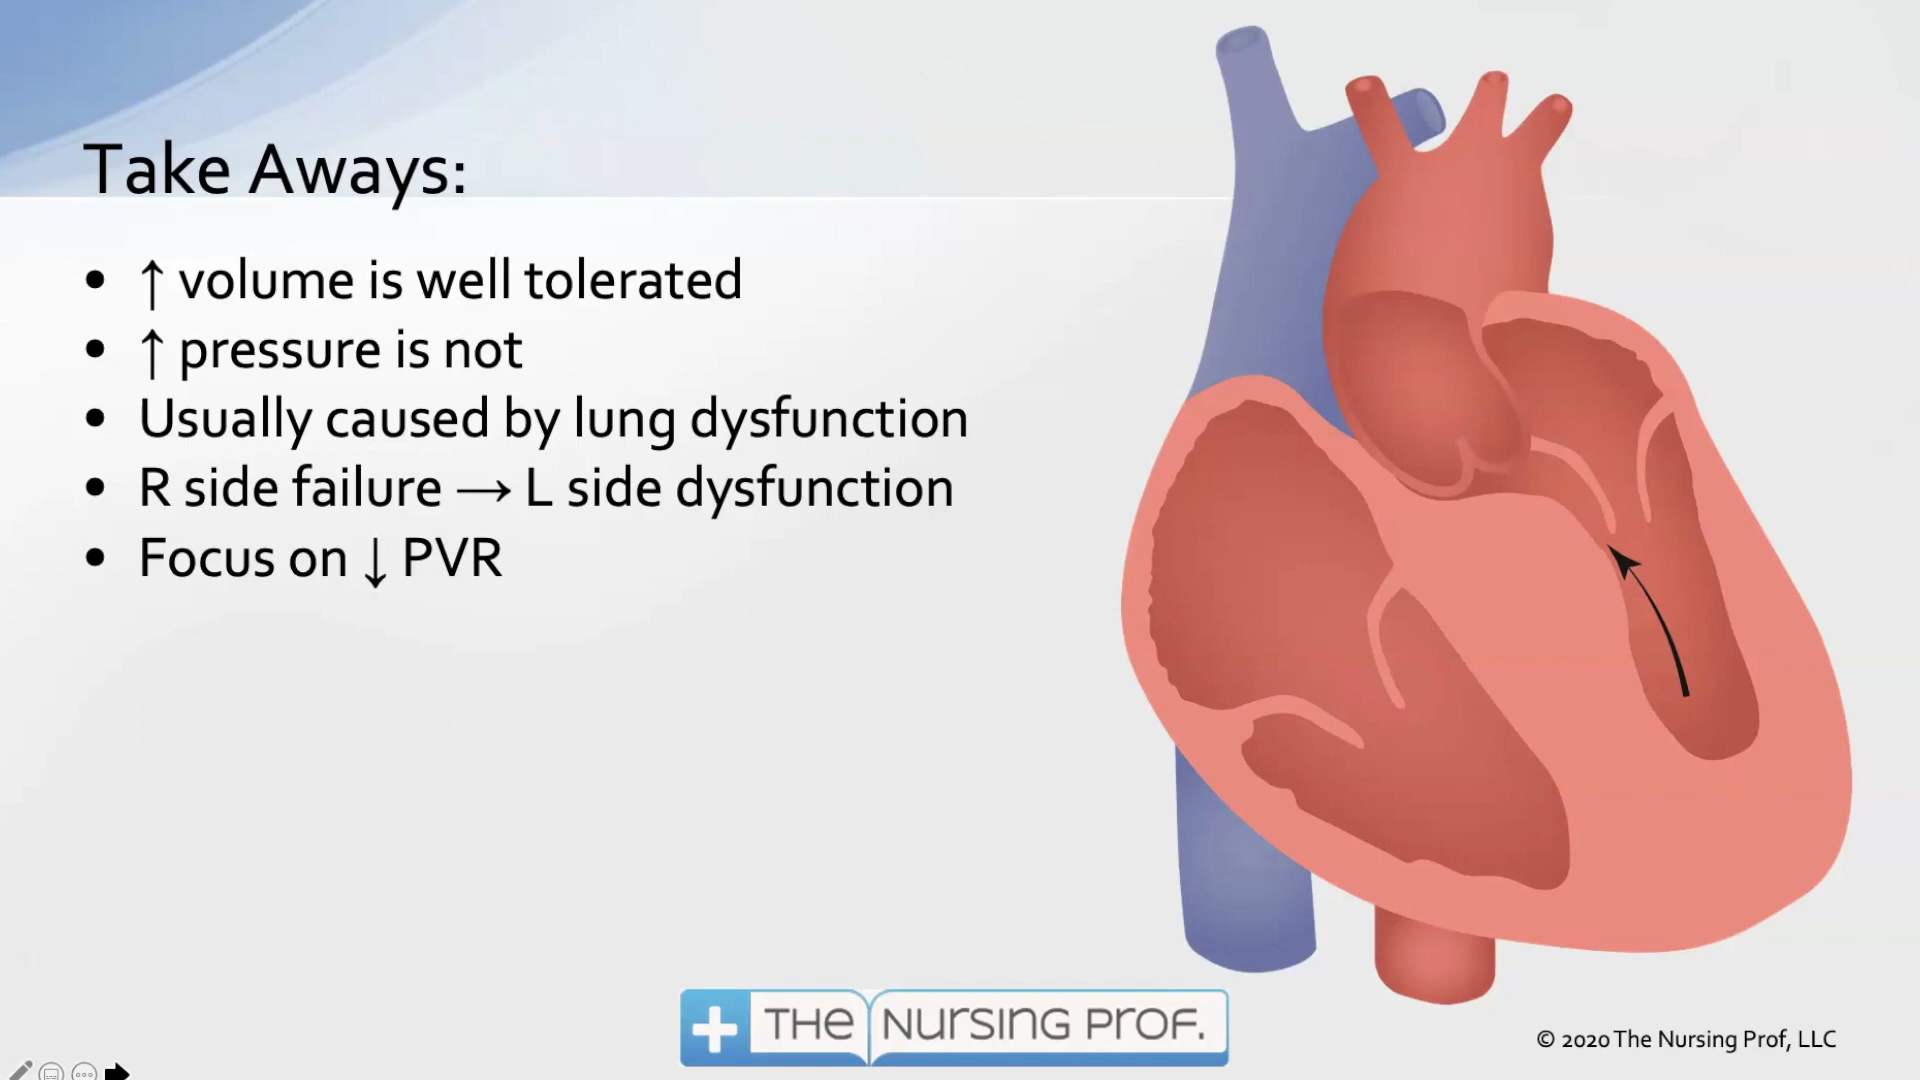 Take Aways:
• ↑ volume is well tolerated
• ↑ pressure is not
• Usually caused by lung dysfunction
• R side failure → L side dysfunction
• Focus on ↓ PVR
THE NURSING PROF.
© 2020 The Nursing Prof, LLC